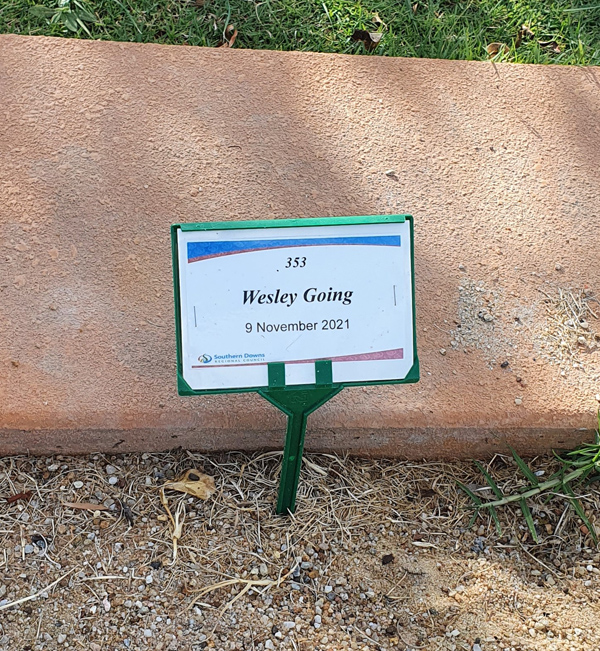 353
Wesley Going
9 November 2021
Southern Downs
REGIONAL COUNCIL